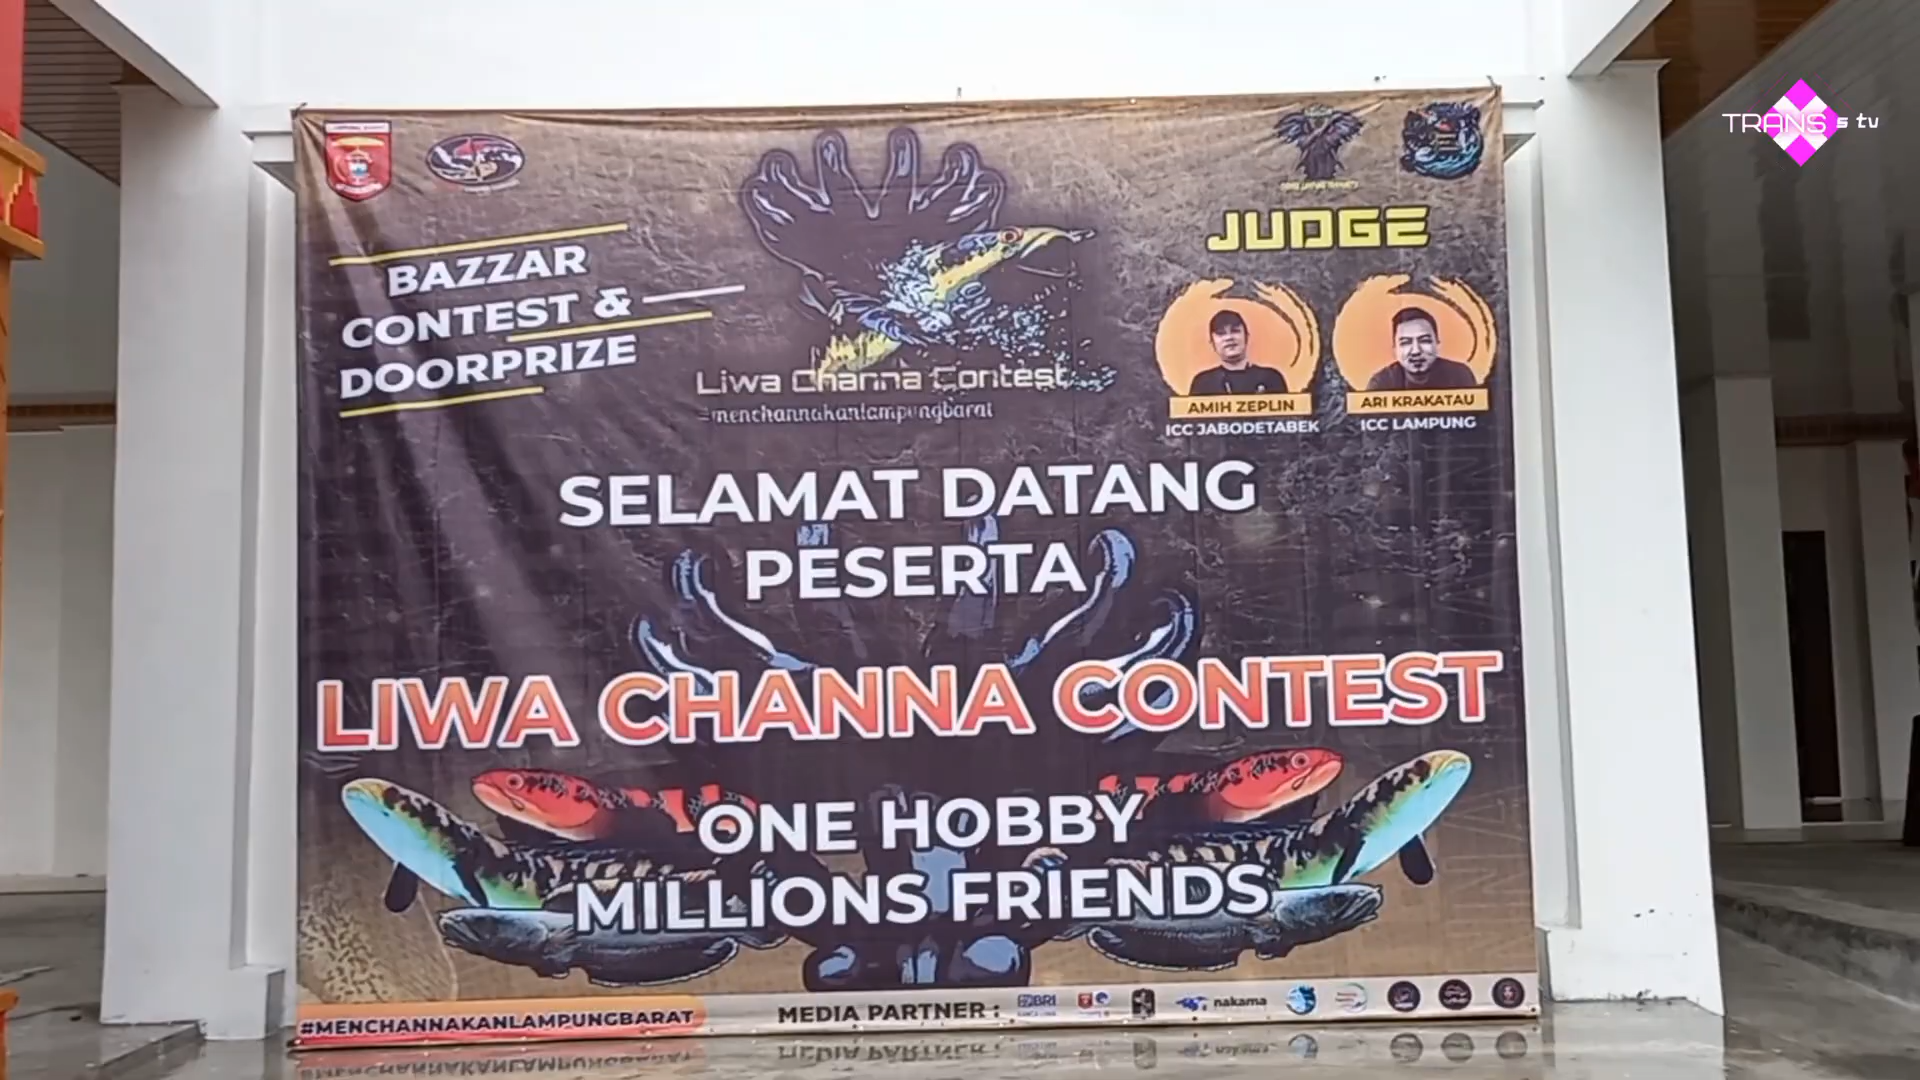 TRANS s tv
BAZZAR
CONTEST &
DOORPRIZE
Liwa Channa Contest
#menchannakanlampungbarat
JUDGE
AMIH ZEPLIN
ICC JABODETABEK
ARI KRAKATAU
ICC LAMPUNG
SELAMAT DATANG
PESERTA
LIWA CHANNA CONTEST
ONE HOBBY
MILLIONS FRIENDS
#MENCHANNAKANLAMPUNGBARAT
MEDIA PARTNER :
BRI
nakama